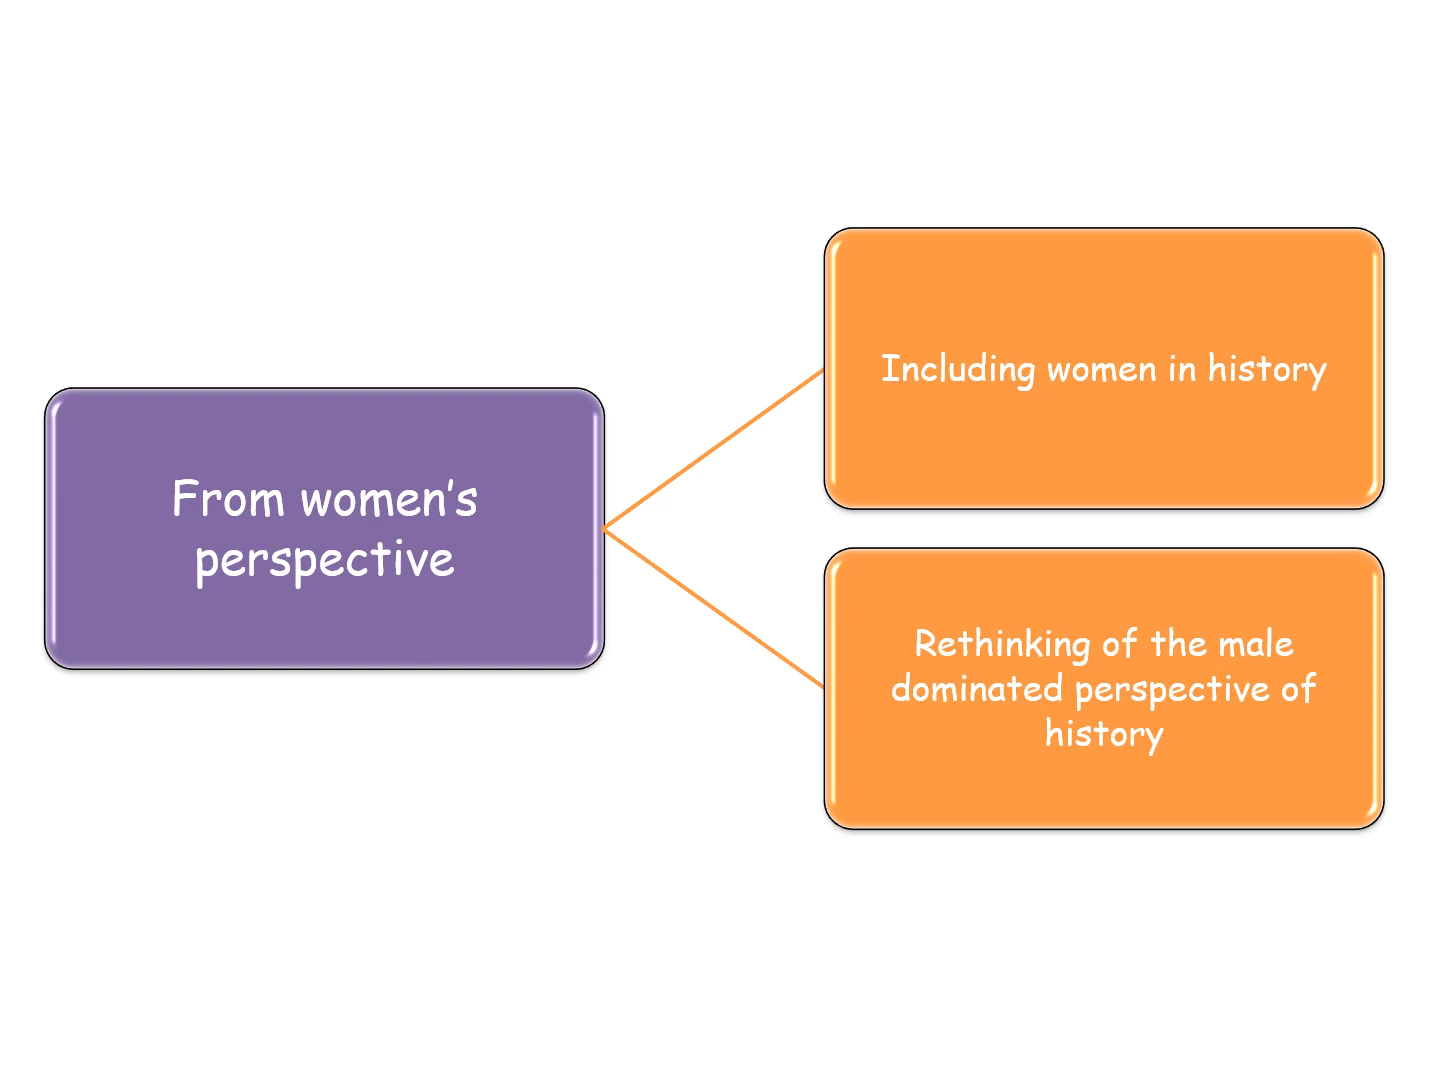 From women's
perspective
Including women in history
Rethinking of the male
dominated perspective of
history